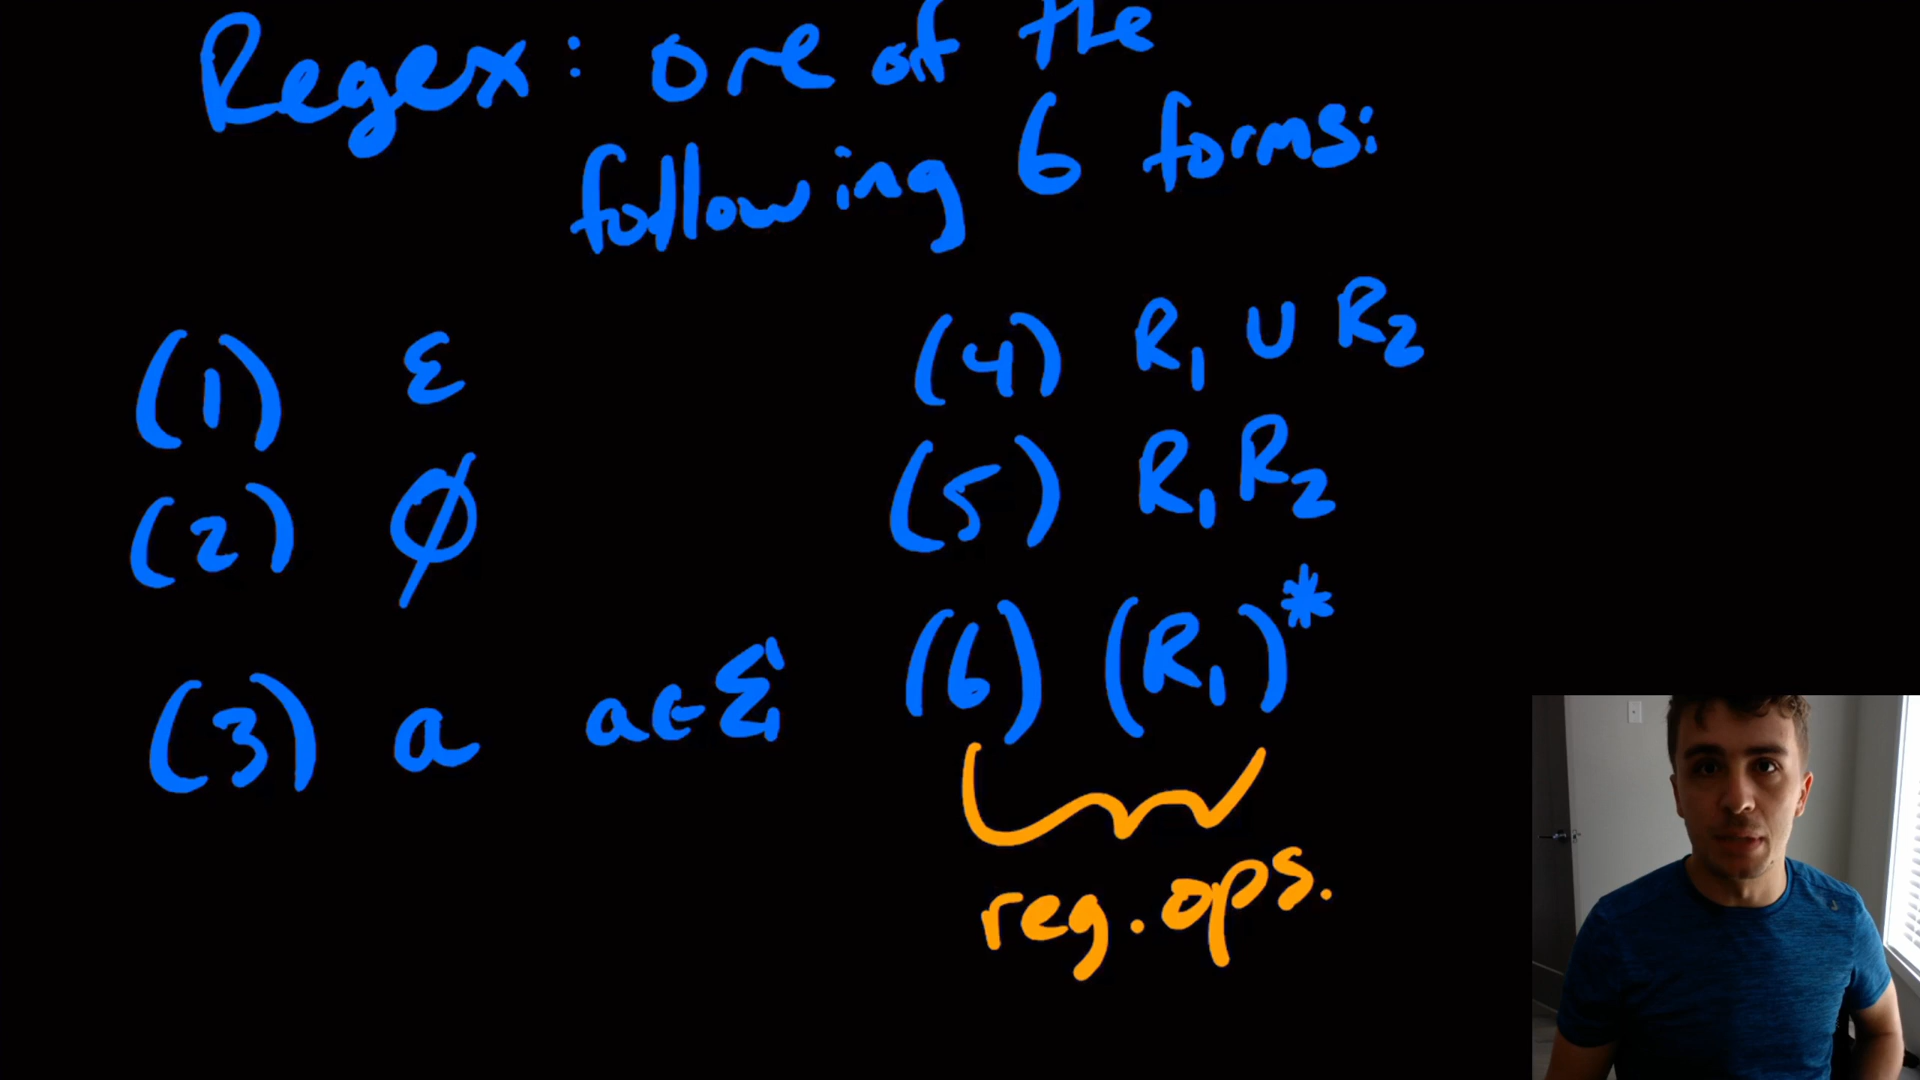 Regex: one of the
following 6 forms:
(1) ε
(2) ∅
(3) a a∈Σ
(4) R₁ ∪ R₂
(5) R₁R₂
(6) (R₁)*
reg. ops.